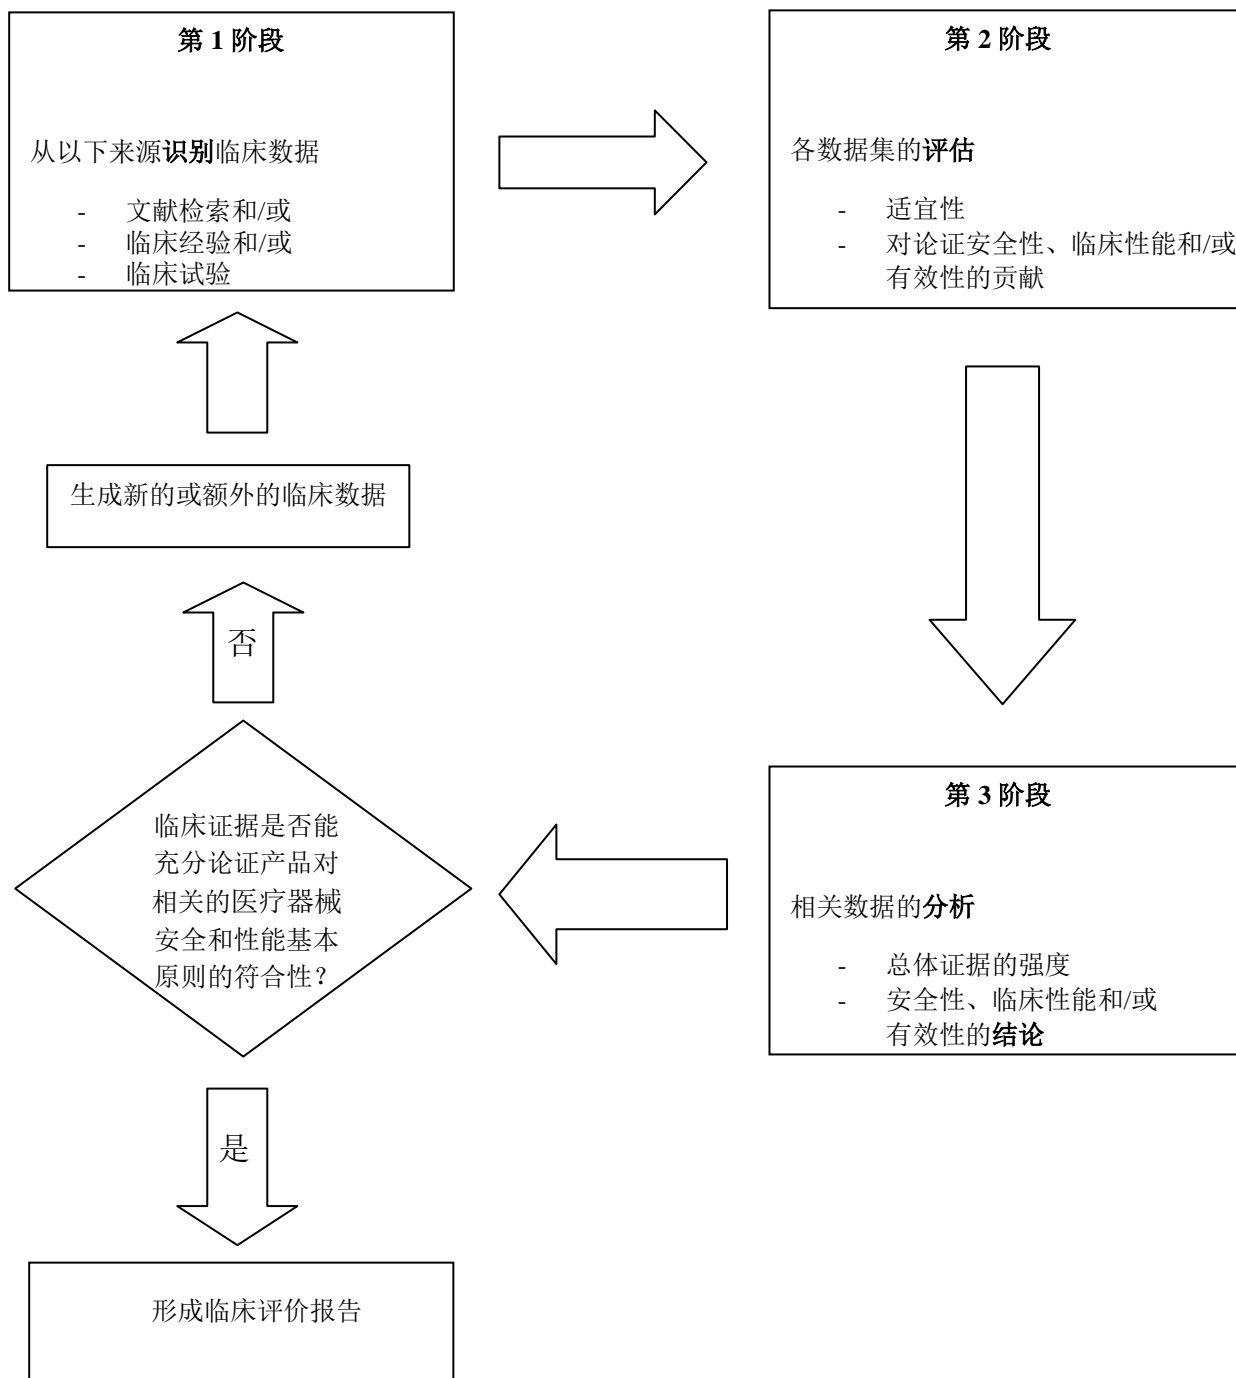 第 1 阶段
从以下来源识别临床数据
- 文献检索和/或
- 临床经验和/或
- 临床试验
第 2 阶段
各数据集的评估
- 适宜性
- 对论证安全性、临床性能和/或
有效性的贡献
生成新的或额外的临床数据
否
临床证据是否能
充分论证产品对
相关的医疗器械
安全和性能基本
原则的符合性?
第 3 阶段
相关数据的分析
- 总体证据的强度
- 安全性、临床性能和/或
有效性的结论
是
形成临床评价报告